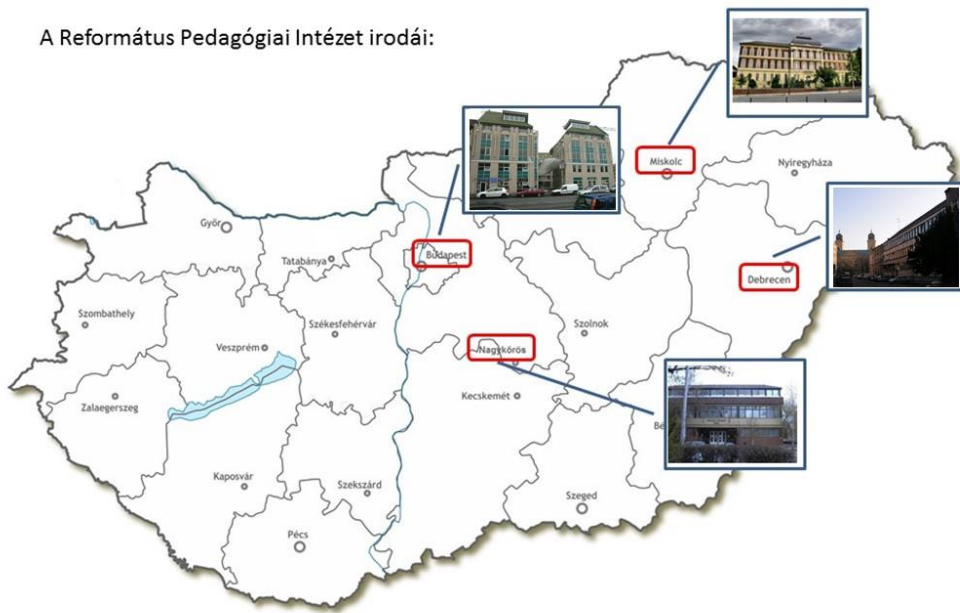 A Református Pedagógiai Intézet irodái:
Miskolc
Nyíregyháza
Győr
Budapest
Tatabánya
Debrecen
Szombathely
Székesfehérvár
Szolnok
Veszprém
Nagykőrös
Zalaegerszeg
Kecskemét
Kaposvár
Szekszárd
Szeged
Pécs